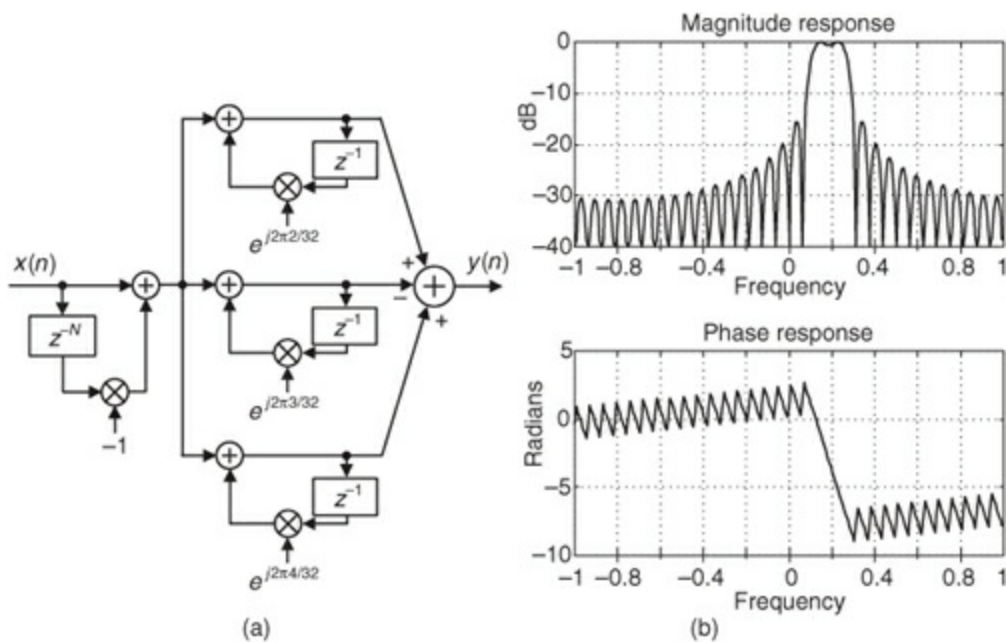 x(n)
z⁻ᴺ
–1
+
+
z⁻¹
e^{j2π2/32}
+
z⁻¹
e^{j2π3/32}
+
z⁻¹
e^{j2π4/32}
+
–
+
+
y(n)
(a)
Magnitude response
dB
0
–10
–20
–30
–40
–1
–0.8
–0.4
0
0.4
0.8
1
Frequency
Phase response
Radians
5
0
–5
–10
–1
–0.8
–0.4
0
0.4
0.8
1
Frequency
(b)